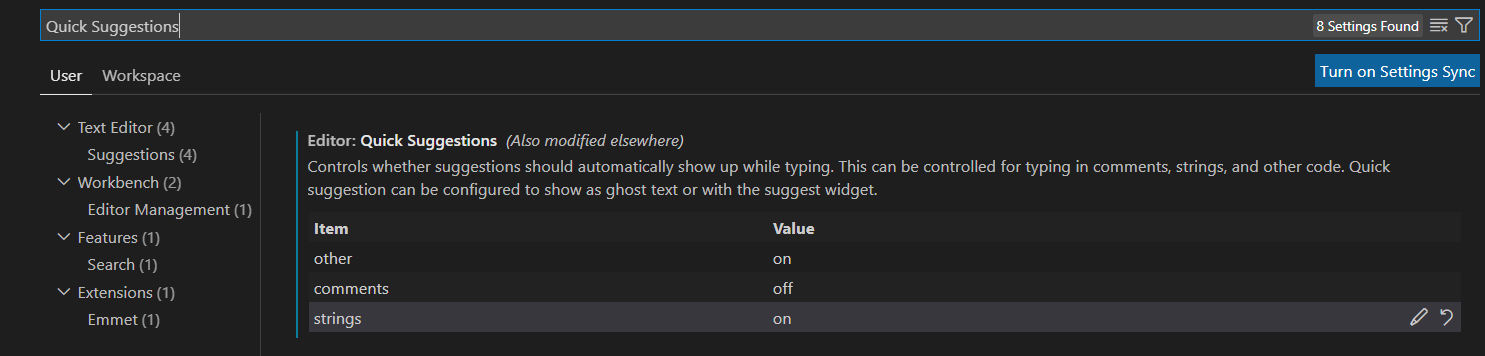 Quick Suggestions
8 Settings Found
User Workspace
Turn on Settings Sync
Text Editor (4)
Suggestions (4)
Workbench (2)
Editor Management (1)
Features (1)
Search (1)
Extensions (1)
Emmet (1)
Editor: Quick Suggestions (Also modified elsewhere)
Controls whether suggestions should automatically show up while typing. This can be controlled for typing in comments, strings, and other code. Quick
suggestion can be configured to show as ghost text or with the suggest widget.
Item Value
other on
comments off
strings on